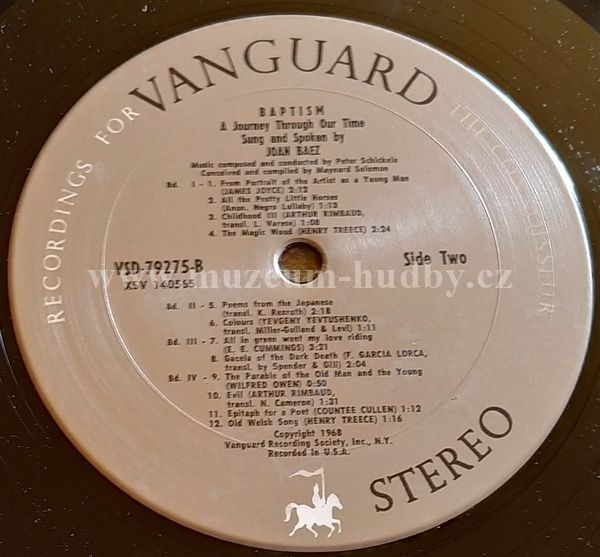 RECORDINGS FOR VANGUARD THE CONNOISSEUR
BAPTISM
A Journey Through Our Time
Sung and Spoken by
JOAN BAEZ
Music composed and conducted by Peter Schickele
Conceived and compiled by Maynard Solomon
Bd. I - 1. From Portrait of the Artist as a Young Man
(JAMES JOYCE) 2:12
2. All the Pretty Little Horses
(Anon. Negro Lullaby) 1:12
3. Childhood III (ARTHUR RIMBAUD,
transl. L. Varese) 1:08
4. The Magic Wood (HENRY TREECE) 2:24
VSD-79275-B
XSV 140565
Side Two
www.muzeum-hudby.cz
Bd. II - 5. Poems from the Japanese
(transl. K. Rexroth) 2:18
6. Colours (YEVGENY YEVTUSHENKO,
transl. Milner-Gulland & Levi) 1:11
Bd. III - 7. All in green went my love riding
(E. E. CUMMINGS) 3:21
8. Gacela of the Dark Death (F. GARCIA LORCA,
transl. by Spender & Gili) 2:04
Bd. IV - 9. The Parable of the Old Man and the Young
(WILFRED OWEN) 0:50
10. Evil (ARTHUR RIMBAUD,
transl. N. Cameron) 1:31
11. Epitaph for a Poet (COUNTEE CULLEN) 1:12
12. Old Welsh Song (HENRY TREECE) 1:16
Copyright 1968
Vanguard Recording Society, Inc., N.Y.
Recorded in U.S.A.
STEREO